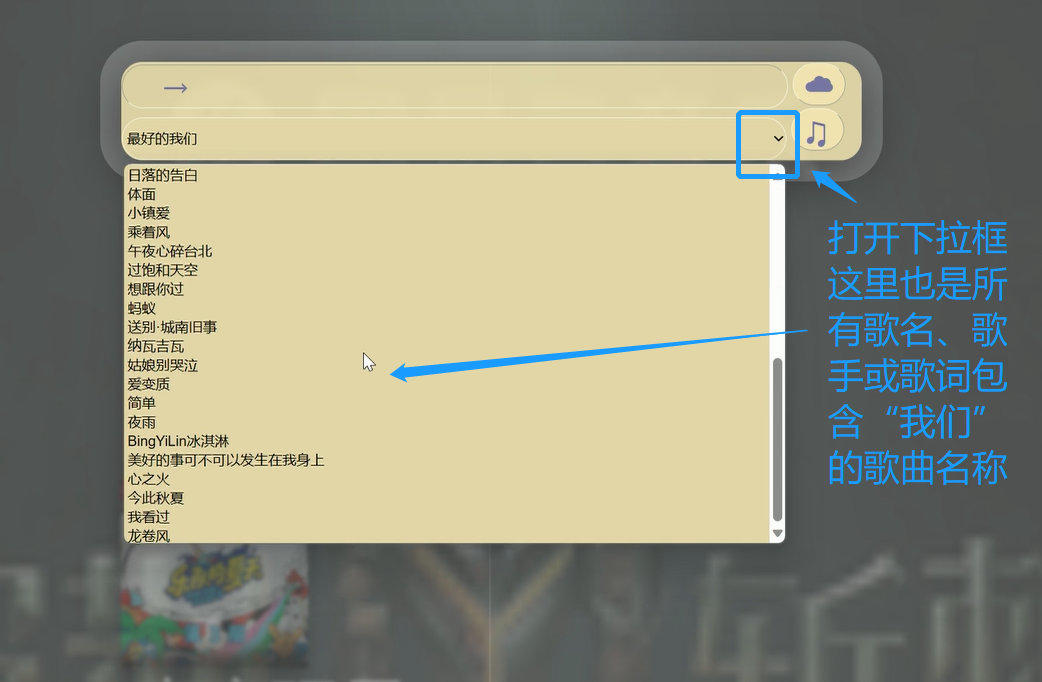 最好的我们
日落的告白
体面
小镇爱
乘着风
午夜心碎台北
过饱和天空
想跟你过
蚂蚁
送别·城南旧事
纳瓦吉瓦
姑娘别哭泣
爱变质
简单
夜雨
BingYiLin冰淇淋
美好的事可不可以发生在我身上
心之火
今此秋夏
我看过
龙卷风
打开下拉框
这里也是所
有歌名、歌
手或歌词包
含“我们”
的歌曲名称